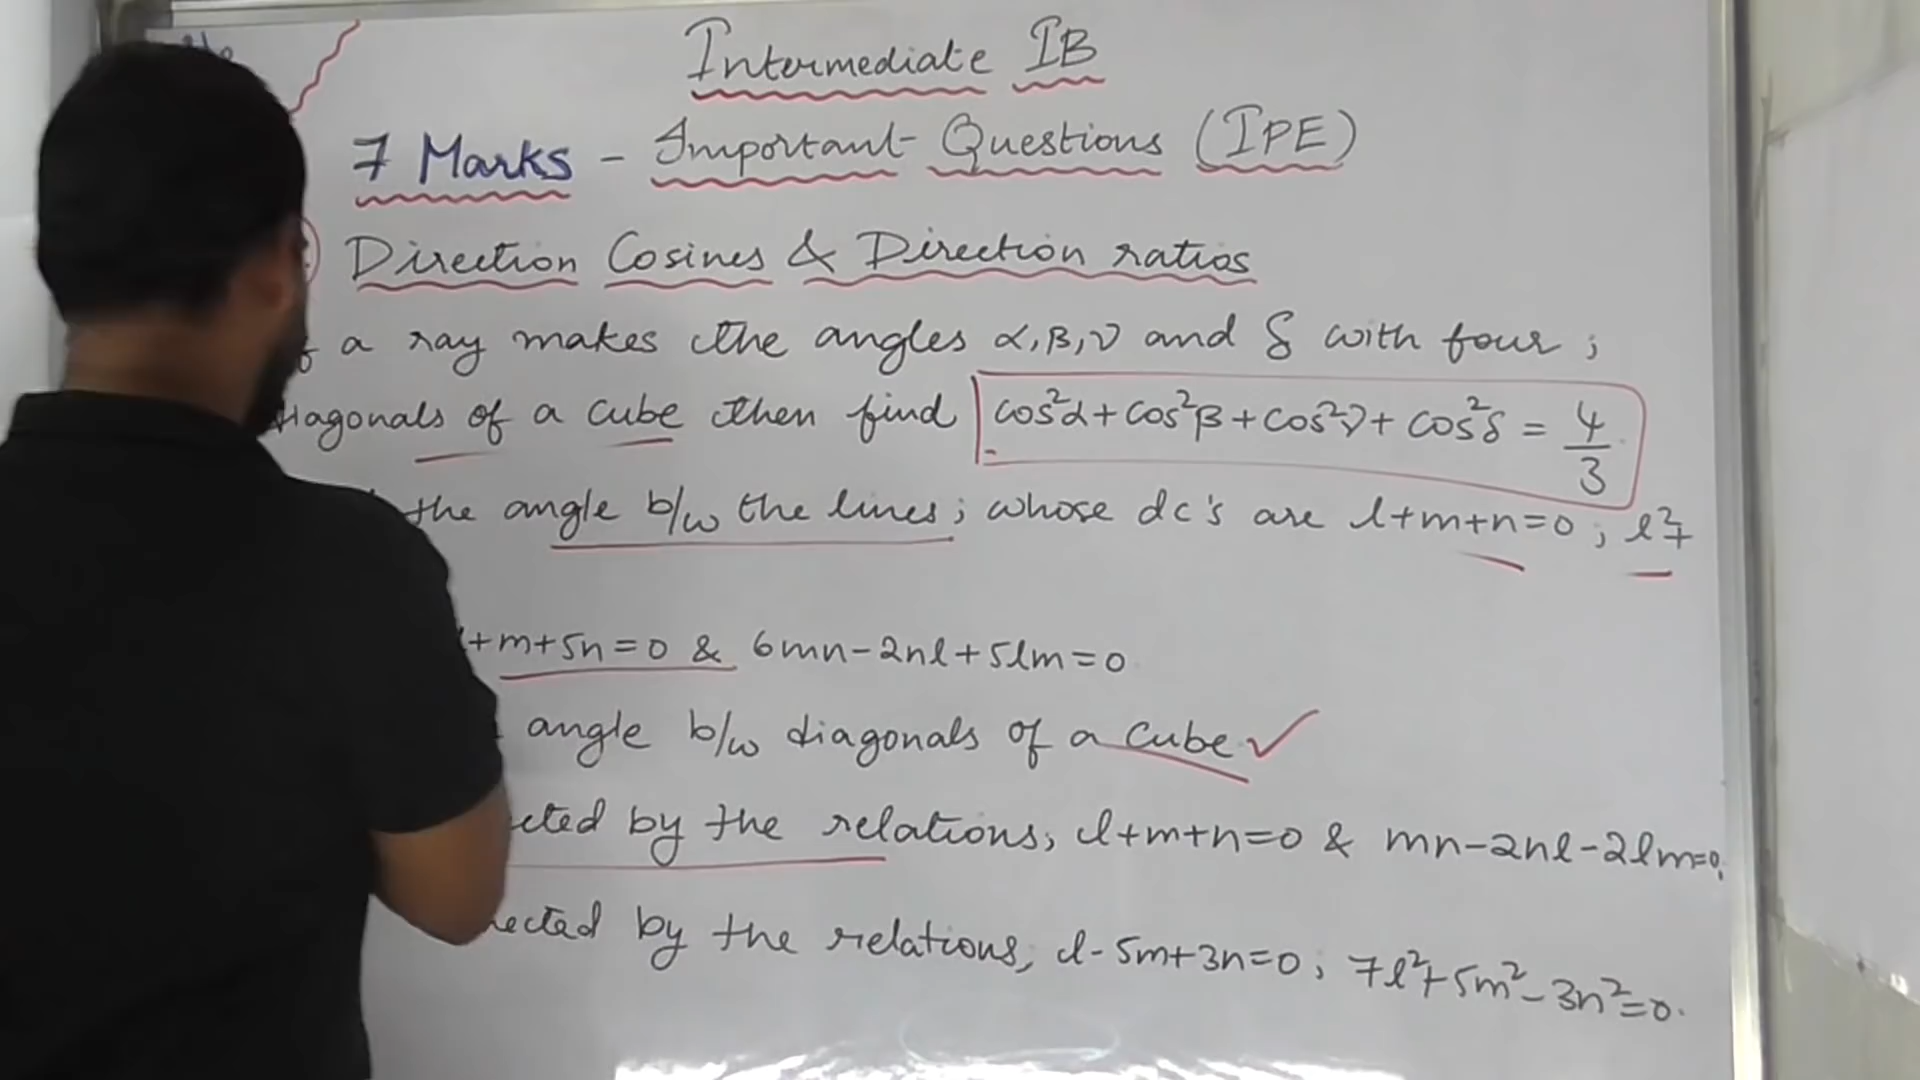 Intermediate IB
7 Marks - Important Questions (IPE)
Direction Cosines & Direction ratios
a ray makes the angles α, β, γ and δ with four ;
diagonals of a cube then find cos²α + cos²β + cos²γ + cos²δ = 4/3
the angle b/w the lines ; whose dc's are l+m+n=0 ; l²+
+m+5n=0 & 6mn-2nl+5lm=0
angle b/w diagonals of a cube ✓
cted by the relations, l+m+n=0 & mn-2nl-2lm=0,
ected by the relations, l-5m+3n=0 ; 7l²+5m²-3n²=0.